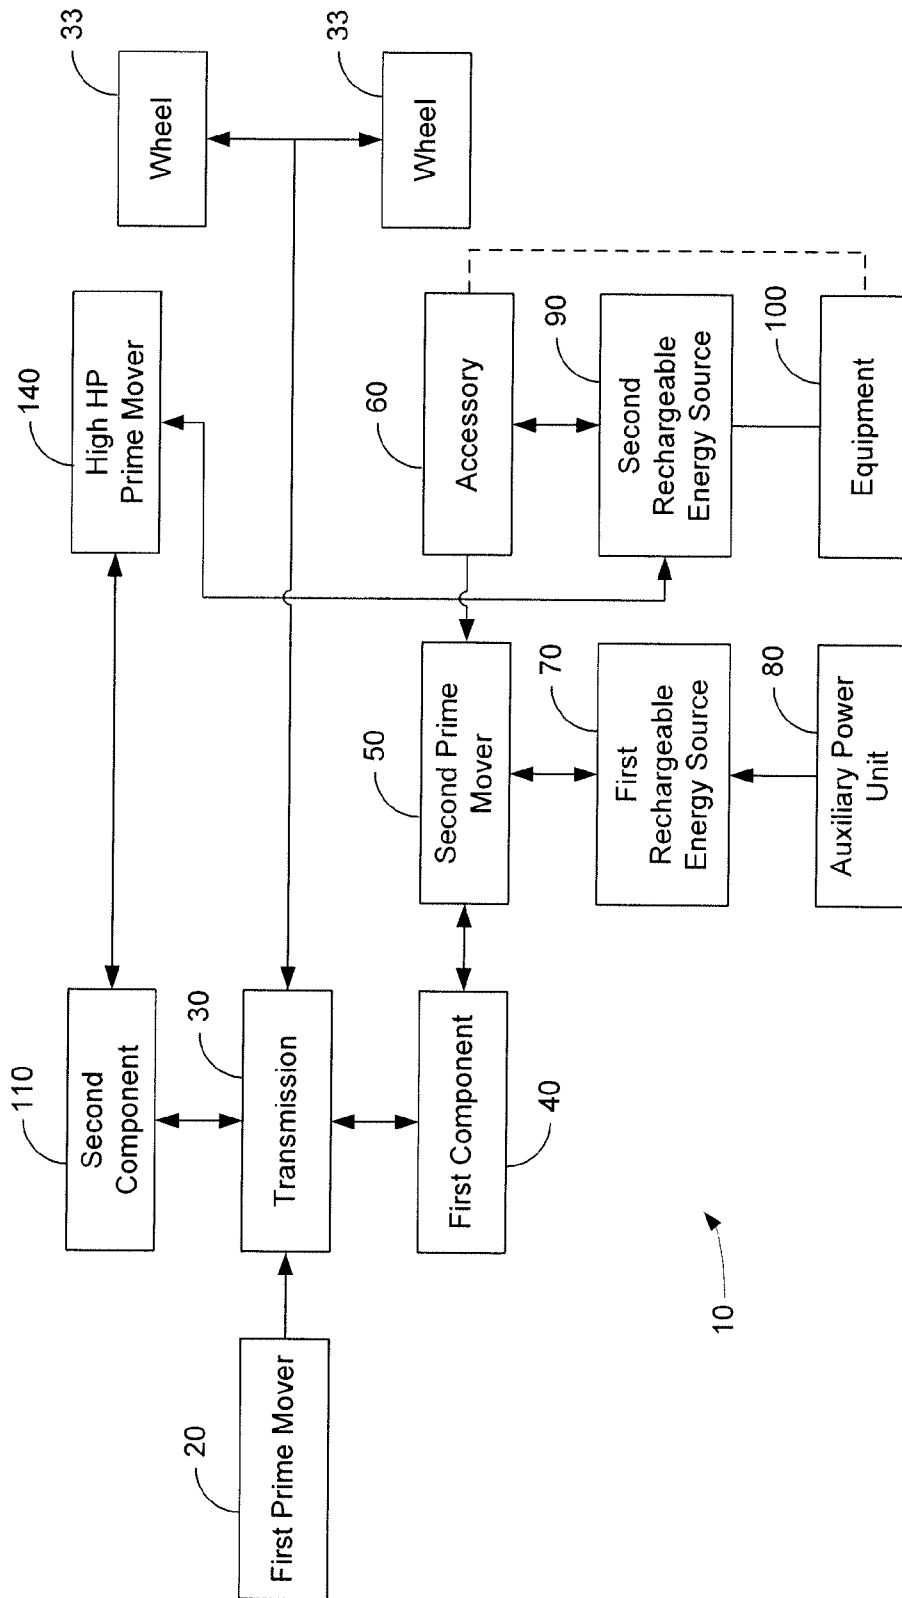 33
Wheel
33
Wheel
140
High HP
Prime Mover
60
Accessory
90
Second
Rechargeable
Energy Source
100
Equipment
50
Second Prime
Mover
70
First
Rechargeable
Energy Source
80
Auxiliary Power
Unit
110
Second
Component
30
Transmission
First Component
40
20
First Prime Mover
10